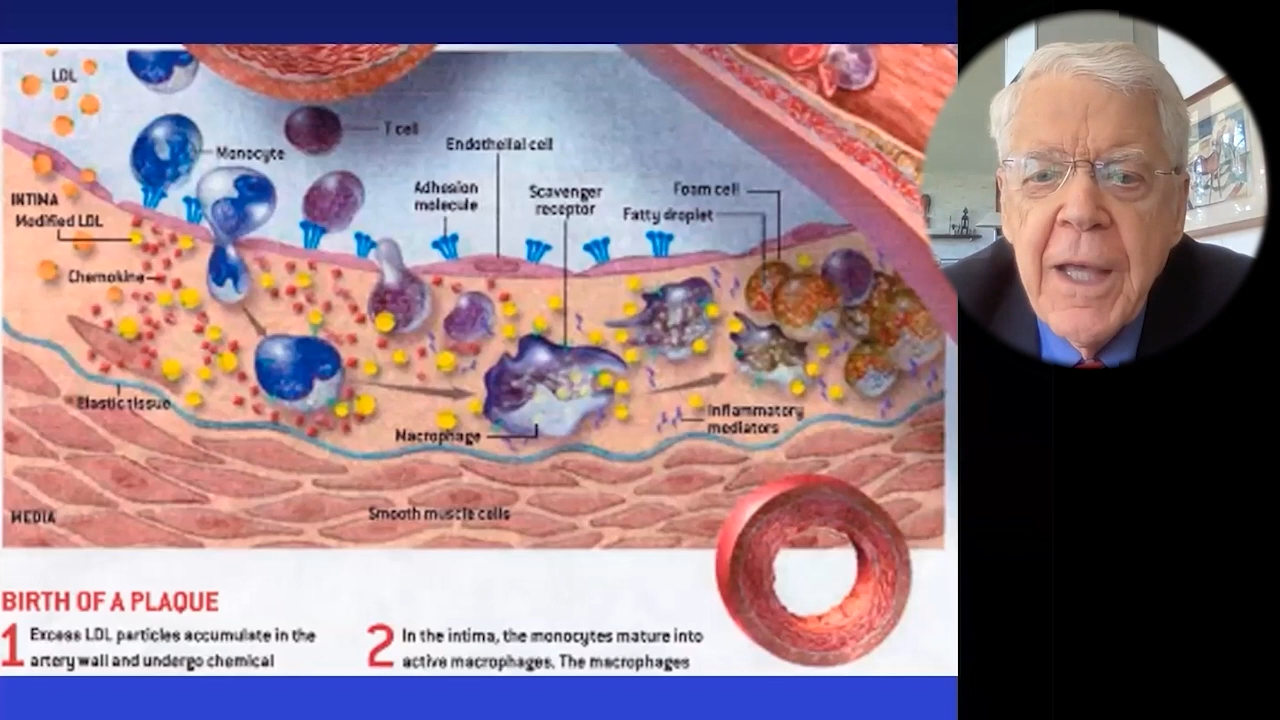 LDL
T cell
Monocyte
Endothelial cell
Adhesion
molecule
Scavenger
receptor
Foam cell
Fatty droplet
INTIMA
Modified LDL
Chemokine
Elastic tissue
Macrophage
Inflammatory
mediators
MEDIA
Smooth muscle cells
BIRTH OF A PLAQUE
1 Excess LDL particles accumulate in the
artery wall and undergo chemical
2 In the intima, the monocytes mature into
active macrophages. The macrophages